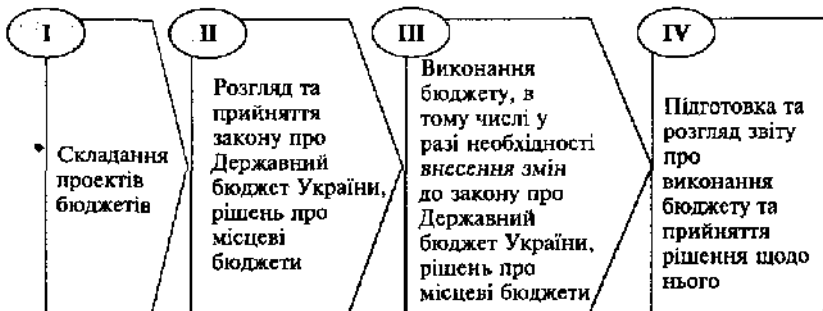 I
Складання
проектів
бюджетів
II
Розгляд та
прийняття
закону про
Державний
бюджет України,
рішень про
місцеві
бюджети
III
Виконання
бюджету, в
тому числі у
разі необхідності
внесення змін
до закону про
Державний
бюджет України,
рішень про
місцеві бюджети
IV
Підготовка та
розгляд звіту
про
виконання
бюджету та
прийняття
рішення щодо
нього